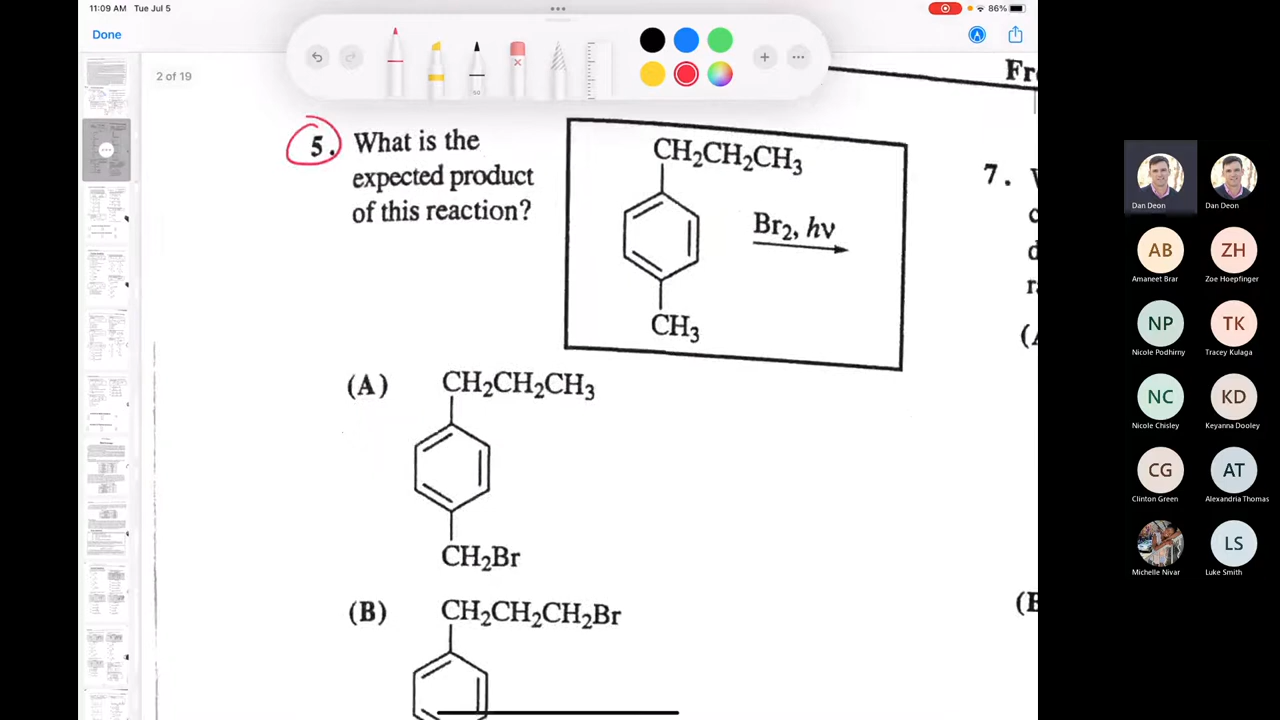 11:09 AM Tue Jul 5
86%
Done
2 of 19
Fr
5. What is the
expected product
of this reaction?
CH2CH2CH3
Br2, hν
CH3
7.
(A) CH2CH2CH3
CH2Br
(B) CH2CH2CH2Br
Dan Deon
Dan Deon
AB
ZH
Amaneet Brar
Zoe Hoepfinger
NP
TK
Nicole Podhirny
Tracey Kulaga
NC
KD
Nicole Chisley
Keyanna Dooley
CG
AT
Clinton Green
Alexandria Thomas
LS
Michelle Nivar
Luke Smith